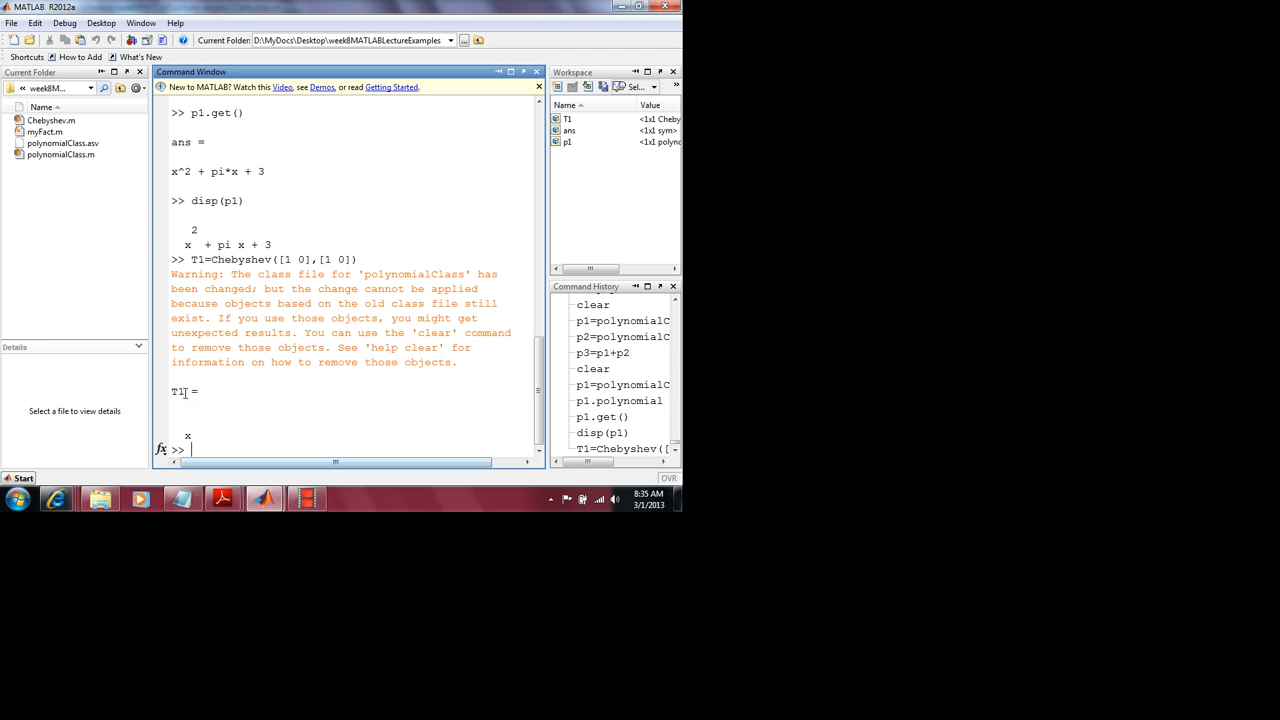 MATLAB R2012a
File Edit Debug Desktop Window Help
Current Folder: D:\MyDocs\Desktop\week8MATLABLectureExamples
Shortcuts How to Add What's New
Current Folder
« week8M...
Name
Chebyshev.m
myFact.m
polynomialClass.asv
polynomialClass.m
Details
Select a file to view details
Command Window
New to MATLAB? Watch this Video, see Demos, or read Getting Started.
>> p1.get()
ans =
x^2 + pi*x + 3
>> disp(p1)
2
x + pi x + 3
>> T1=Chebyshev([1 0],[1 0])
Warning: The class file for 'polynomialClass' has
been changed; but the change cannot be applied
because objects based on the old class file still
exist. If you use those objects, you might get
unexpected results. You can use the 'clear' command
to remove those objects. See 'help clear' for
information on how to remove those objects.
T1 =
x
fx >>
Workspace
Sel...
Name Value
T1 <1x1 Cheby
ans <1x1 sym>
p1 <1x1 polyno
Command History
clear
p1=polynomialC
p2=polynomialC
p3=p1+p2
clear
p1=polynomialC
p1.polynomial
p1.get()
disp(p1)
T1=Chebyshev([
Start
OVR
8:35 AM
3/1/2013